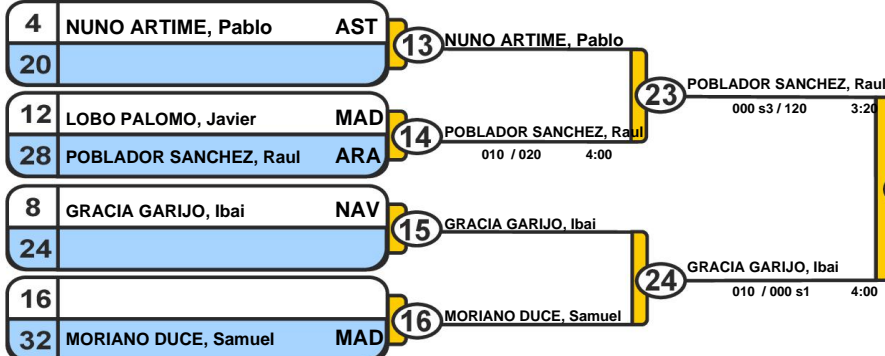 4 NUNO ARTIME, Pablo AST
20
13 NUNO ARTIME, Pablo
12 LOBO PALOMO, Javier MAD
28 POBLADOR SANCHEZ, Raul ARA
14 POBLADOR SANCHEZ, Raul
010 / 020 4:00
23 POBLADOR SANCHEZ, Raul
000 s3 / 120 3:20
8 GRACIA GARIJO, Ibai NAV
24
15 GRACIA GARIJO, Ibai
16
32 MORIANO DUCE, Samuel MAD
16 MORIANO DUCE, Samuel
24 GRACIA GARIJO, Ibai
010 / 000 s1 4:00